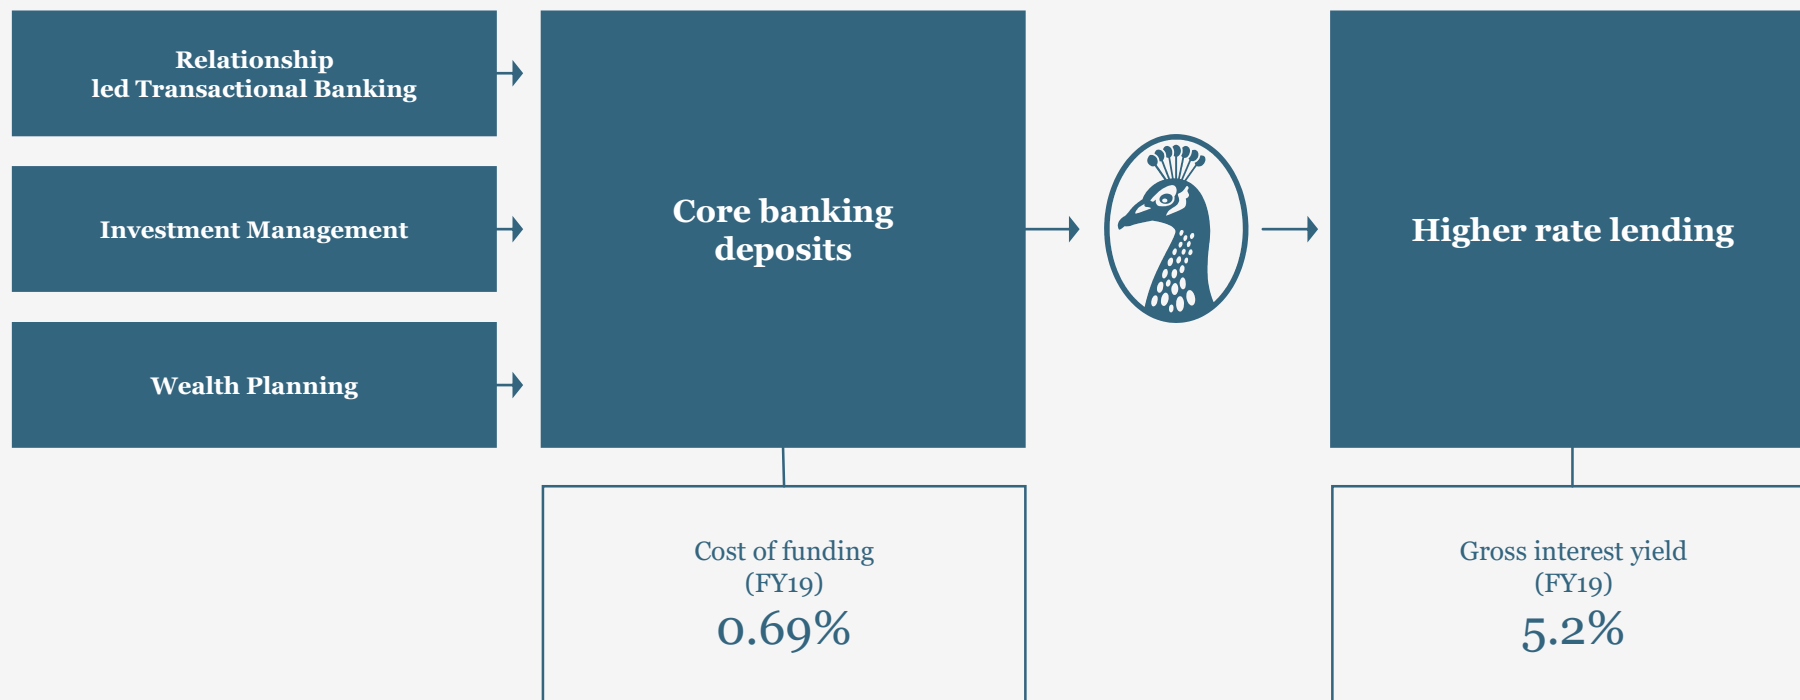 Relationship
led Transactional Banking
Investment Management
Wealth Planning
Core banking
deposits
Higher rate lending
Cost of funding
(FY19)
0.69%
Gross interest yield
(FY19)
5.2%